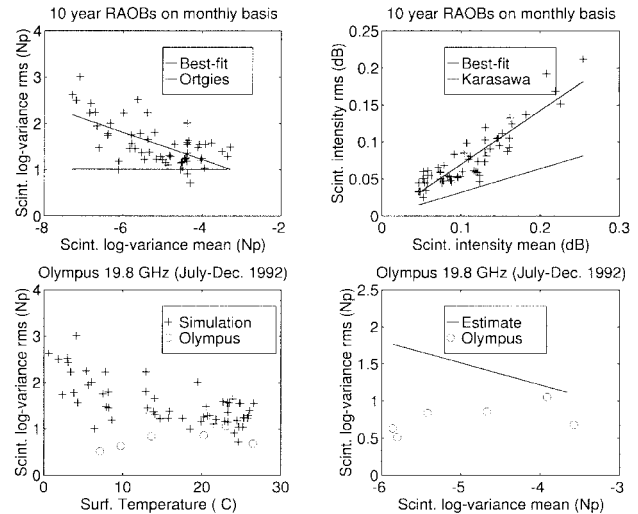 10 year RAOBs on monthly basis
Scint. log-variance rms (Np)
4
3
2
1
0
Best-fit
Ortgies
-8
-6
-4
-2
Scint. log-variance mean (Np)
10 year RAOBs on monthly basis
Scint. intensity rms (dB)
0.25
0.2
0.15
0.1
0.05
0
Best-fit
Karasawa
0
0.1
0.2
0.3
Scint. intensity mean (dB)
Olympus 19.8 GHz (July-Dec. 1992)
Scint. log-variance rms (Np)
4
3
2
1
0
Simulation
Olympus
0
10
20
30
Surf. Temperature ( C)
Olympus 19.8 GHz (July-Dec. 1992)
Scint. log-variance rms (Np)
2.5
2
1.5
1
0.5
0
Estimate
Olympus
-6
-5
-4
-3
Scint. log-variance mean (Np)